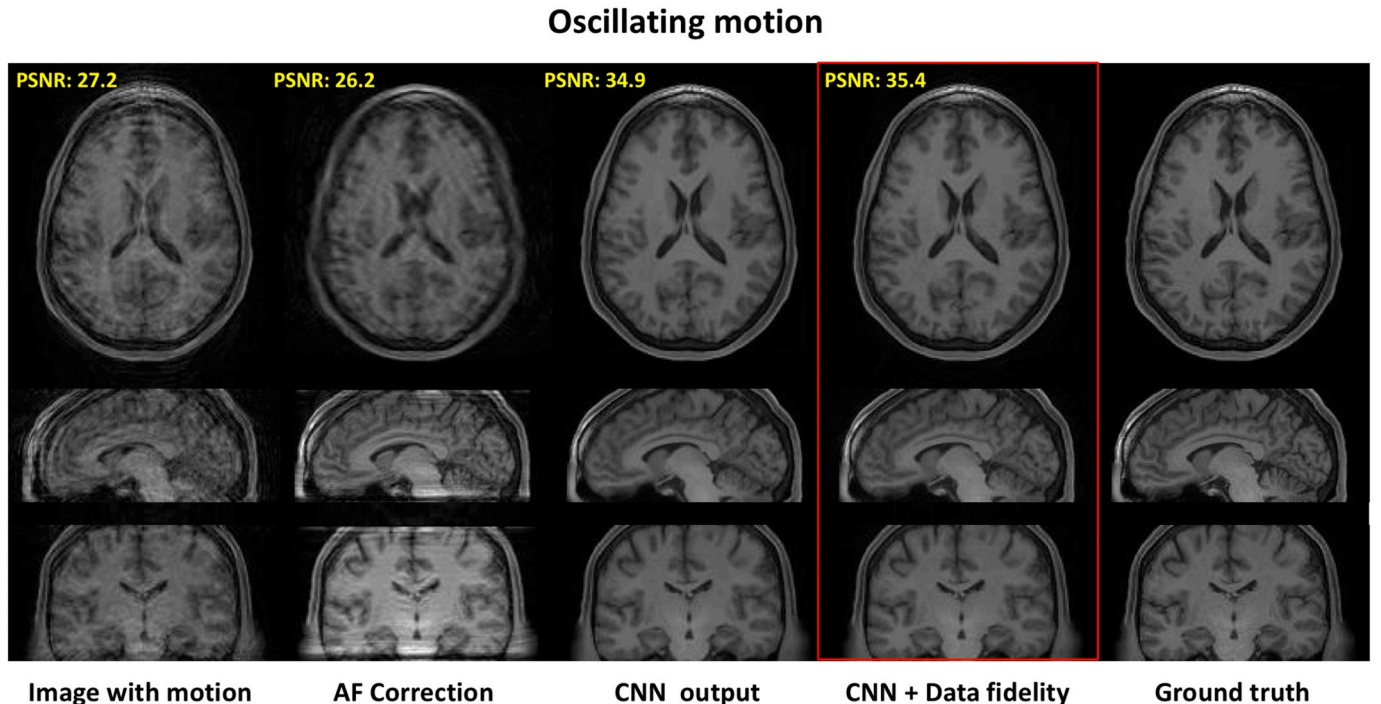 Oscillating motion
PSNR: 27.2
PSNR: 26.2
PSNR: 34.9
PSNR: 35.4
Image with motion
AF Correction
CNN output
CNN + Data fidelity
Ground truth